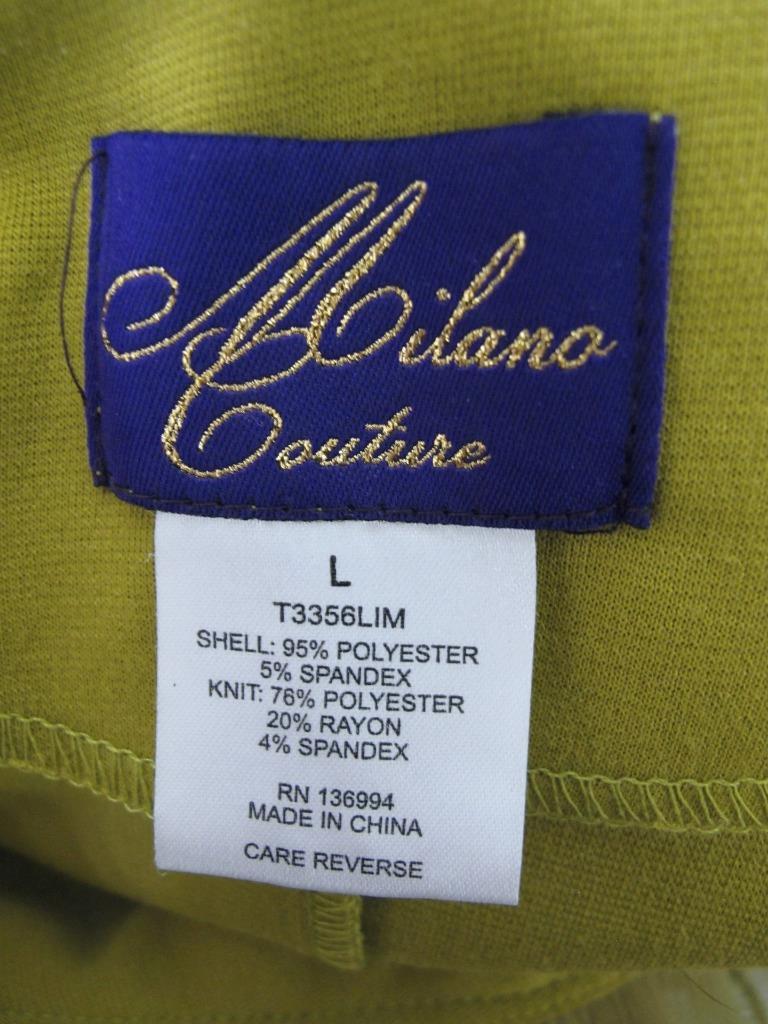 Milano
Couture
L
T3356LIM
SHELL: 95% POLYESTER
5% SPANDEX
KNIT: 76% POLYESTER
20% RAYON
4% SPANDEX
RN 136994
MADE IN CHINA
CARE REVERSE